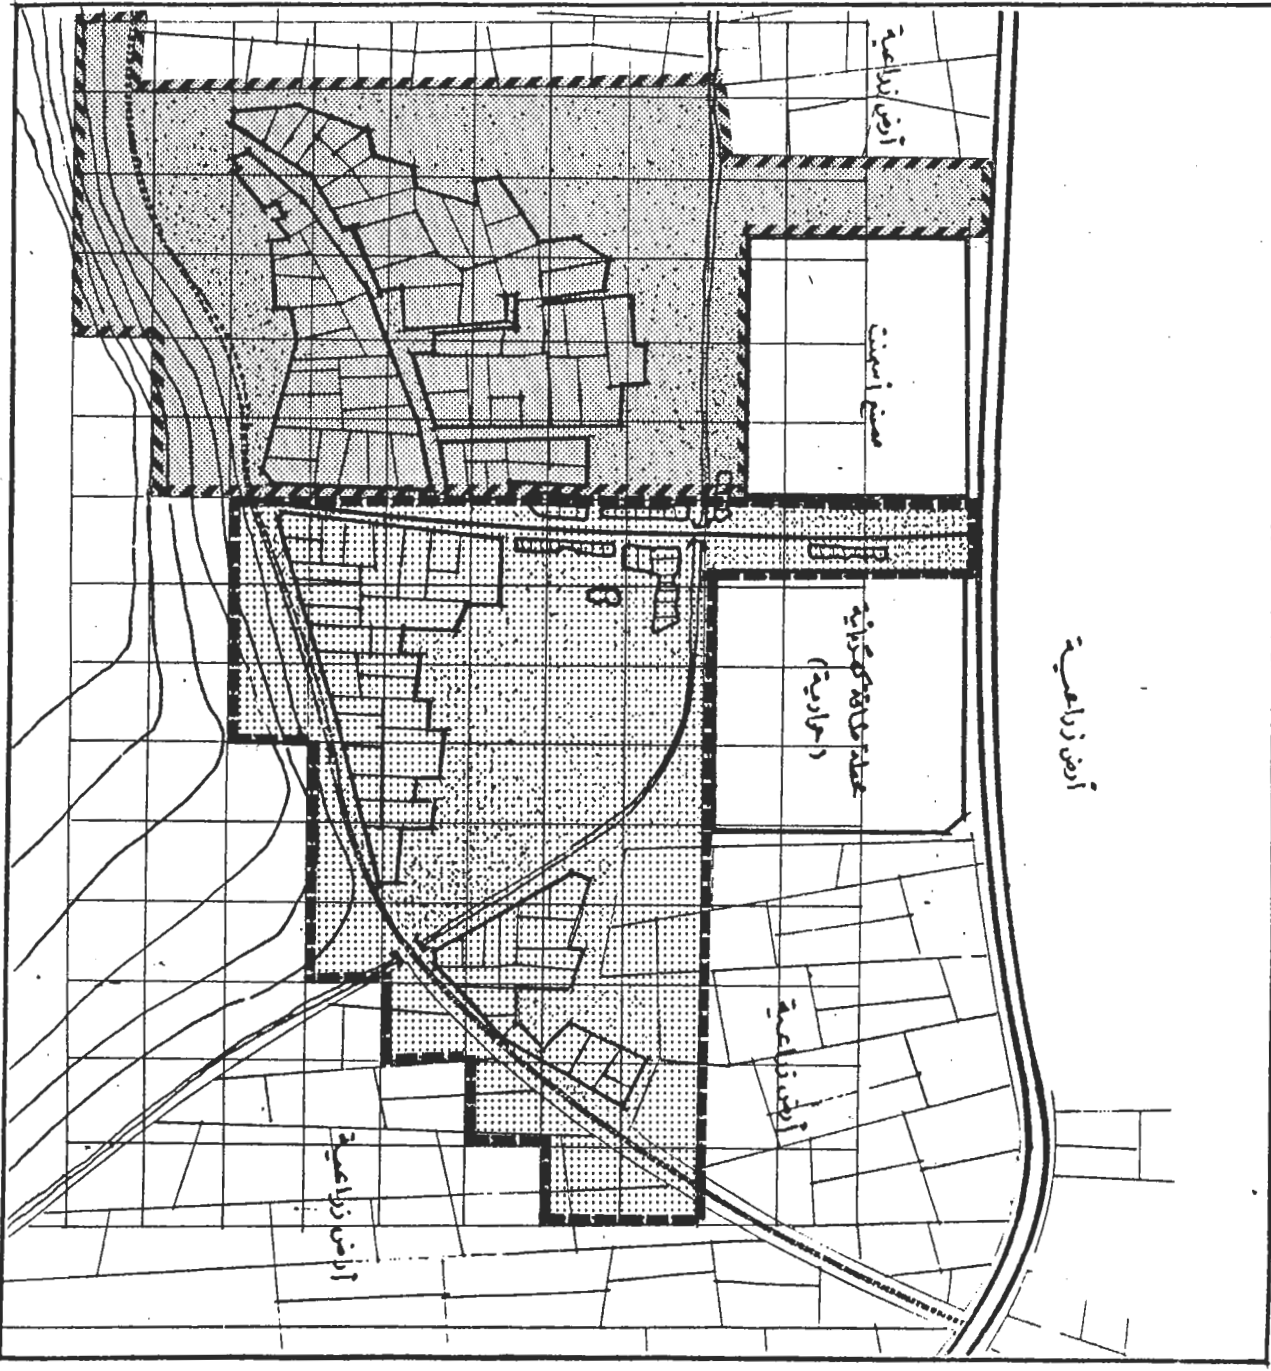 أرض زراعية
مصنع أسمنت
محطة طاقة كهربائية
(حرارية)
أرض زراعية
أرض زراعية
أرض زراعية